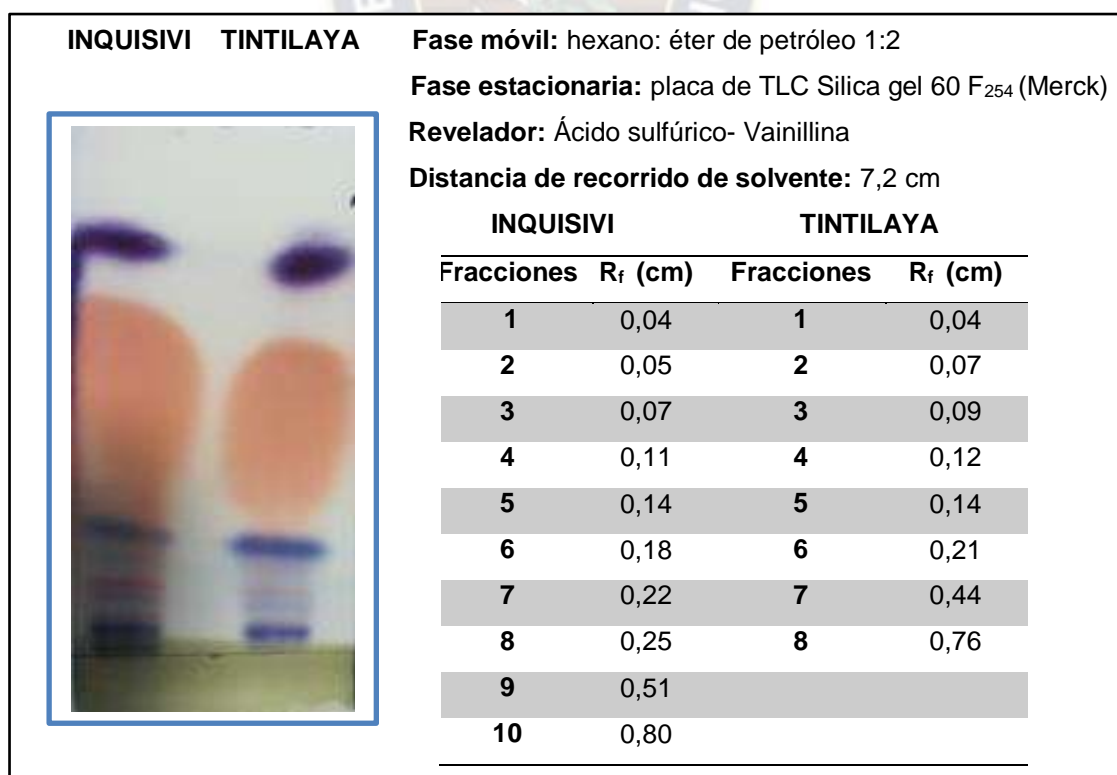 INQUISIVI TINTILAYA
Fase móvil: hexano: éter de petróleo 1:2
Fase estacionaria: placa de TLC Silica gel 60 F254 (Merck)
Revelador: Ácido sulfúrico- Vainillina
Distancia de recorrido de solvente: 7,2 cm
INQUISIVI TINTILAYA
Fracciones Rf (cm) Fracciones Rf (cm)
1 0,04 1 0,04
2 0,05 2 0,07
3 0,07 3 0,09
4 0,11 4 0,12
5 0,14 5 0,14
6 0,18 6 0,21
7 0,22 7 0,44
8 0,25 8 0,76
9 0,51
10 0,80